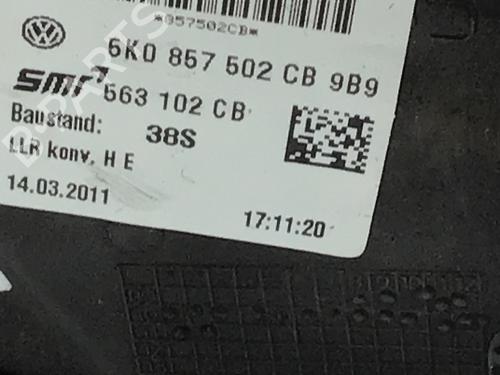 *857502CB*
5K0 857 502 CB 9B9
smr 563 102 CB
Baustand: 38S
LLR konv. H E
14.03.2011
17:11:20